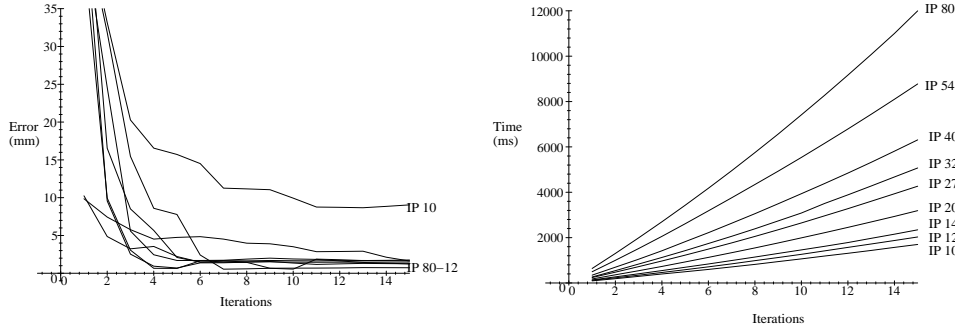 35
30
25
20
15
10
5
0
Error
(mm)
2
4
6
8
10
12
14
Iterations
IP 10
IP 80–12
12000
10000
8000
6000
4000
2000
0
Time
(ms)
2
4
6
8
10
12
14
Iterations
IP 80
IP 54
IP 40
IP 32
IP 27
IP 20
IP 14
IP 12
IP 10